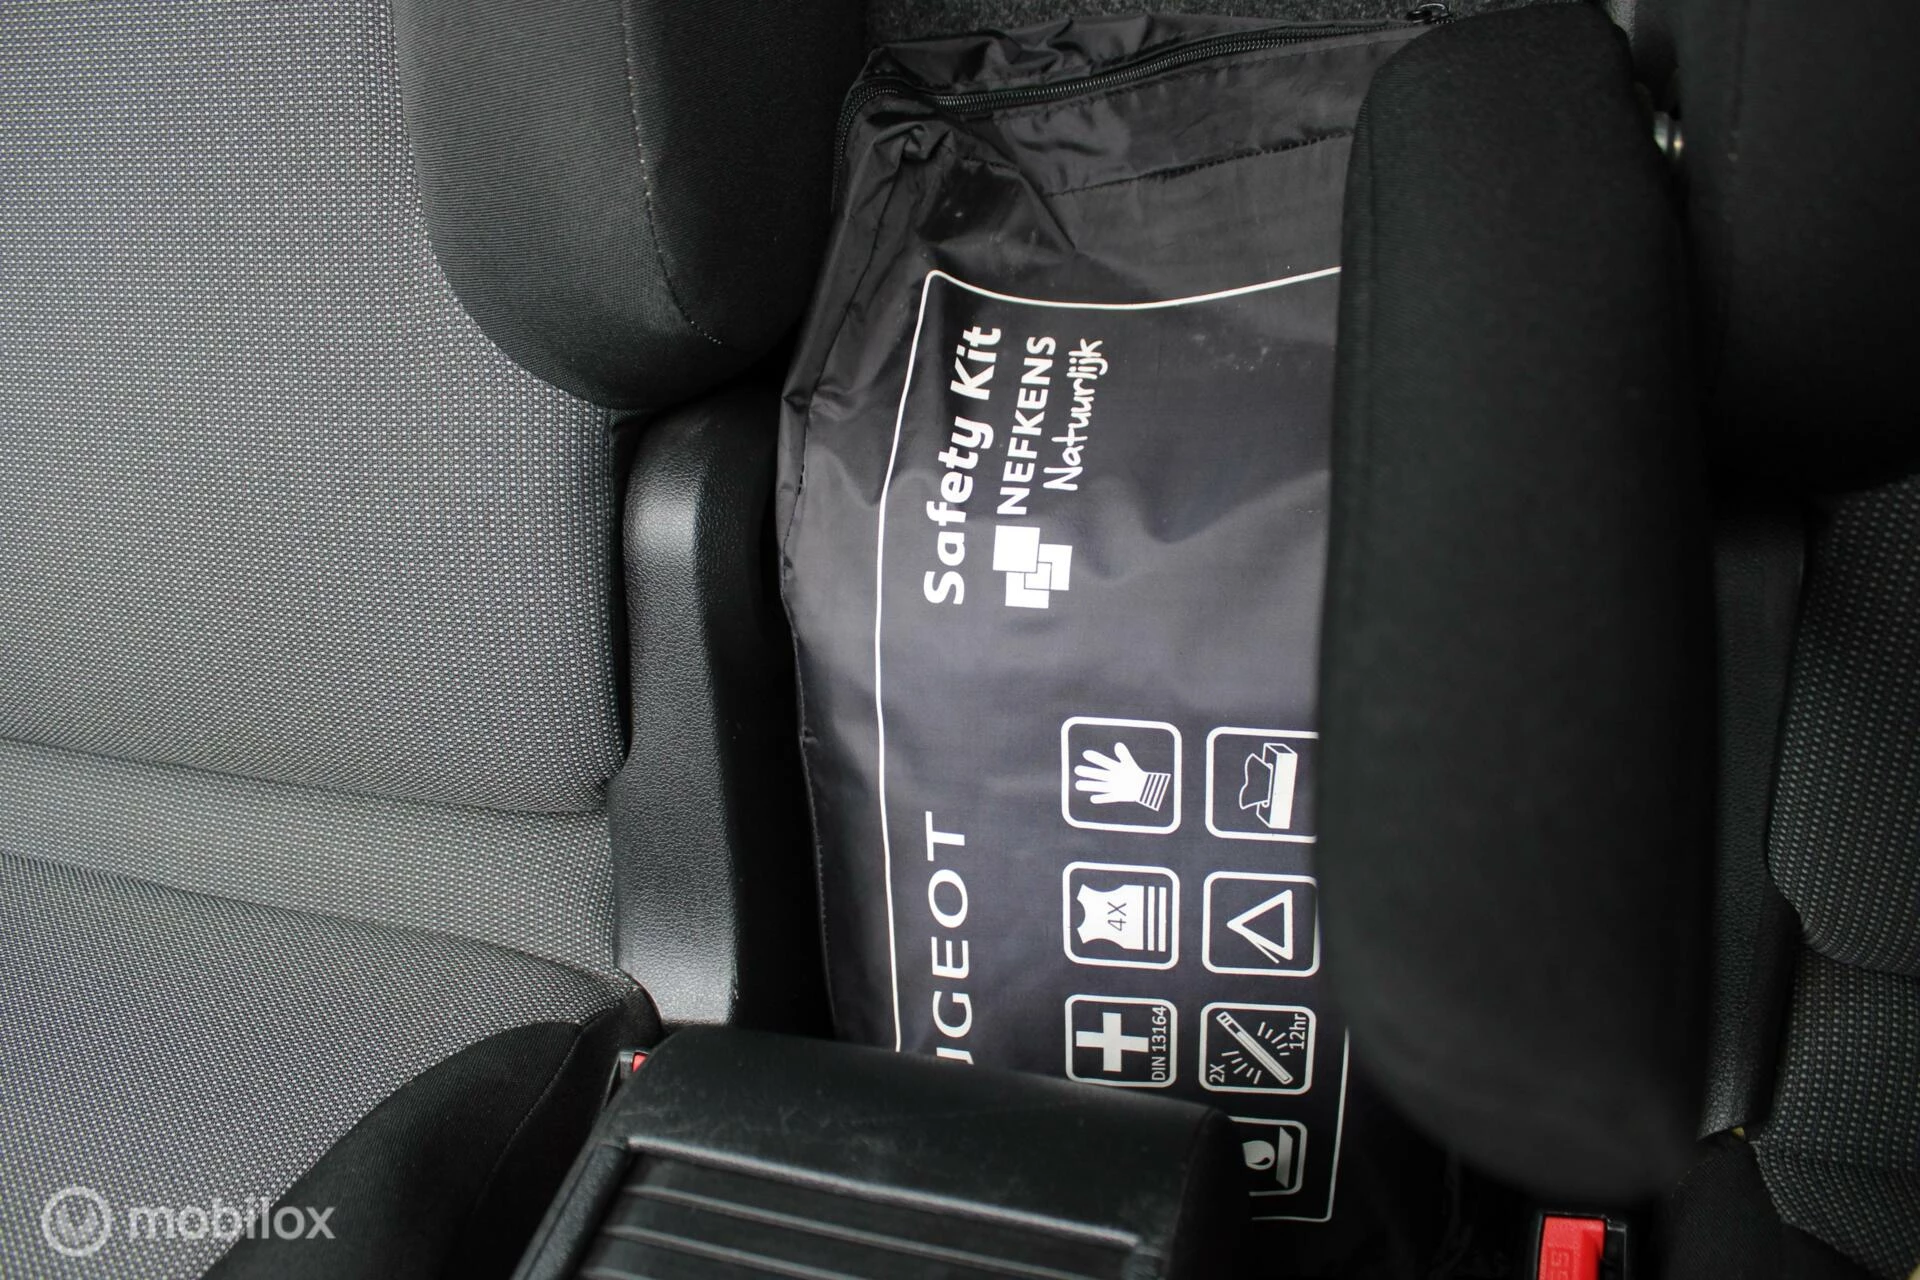 Safety Kit
NEFKENS
Natuurlijk
UGEOT
4X
DIN 13164
2X
12hr
mobilox